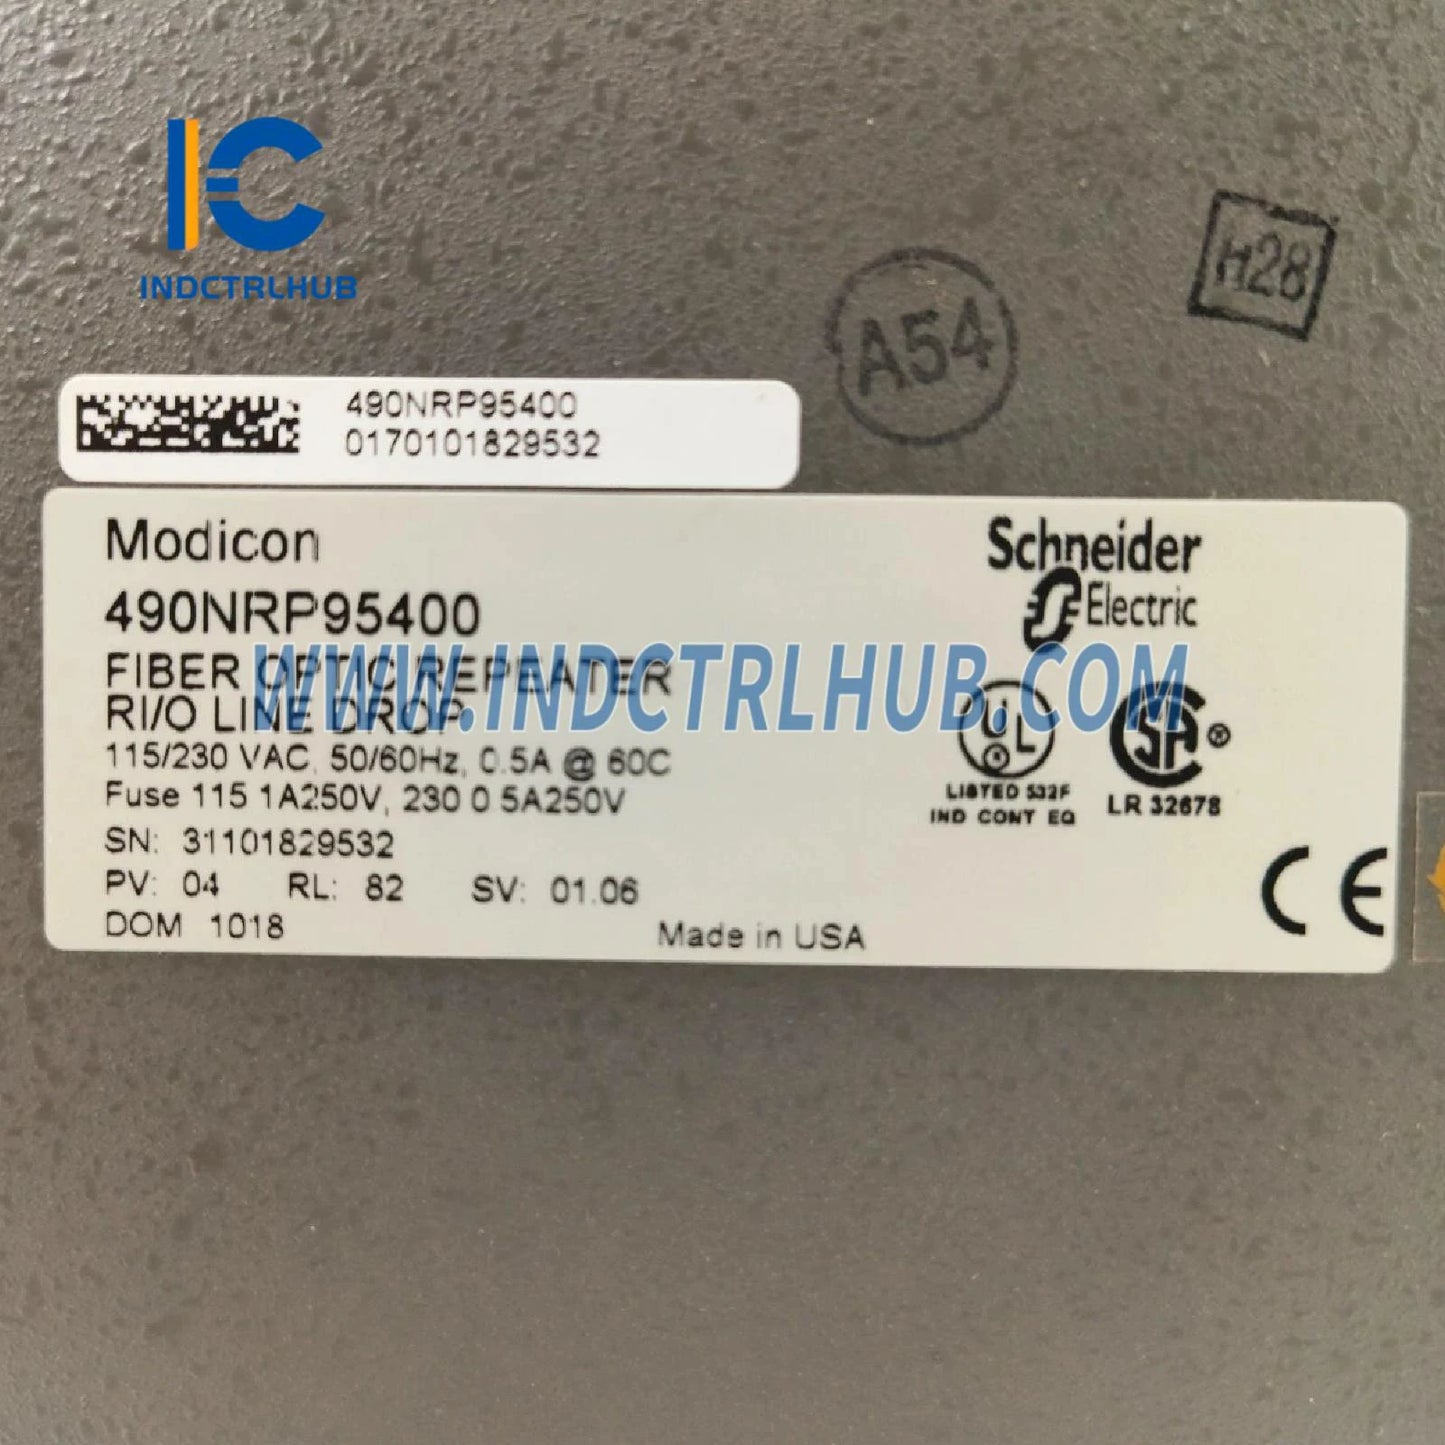 INDCTRLHUB
H28
A54
490NRP95400
0170101829532
Modicon
Schneider
Electric
490NRP95400
FIBER OPTIC REPEATER
WWW.INDCTRLHUB.COM
RI/O LINE DROP
115/230 VAC, 50/60Hz, 0.5A @ 60C
Fuse 115 1A250V, 230 0 5A250V
UL
LISTED 532F
IND CONT EQ
SA ®
LR 32678
SN: 31101829532
PV: 04 RL: 82 SV: 01.06
DOM 1018
Made in USA
CE